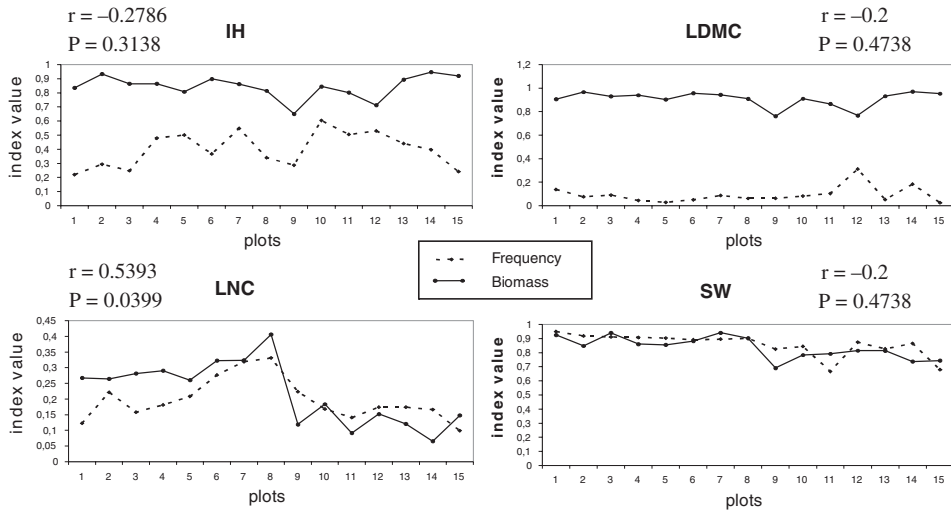 r = –0.2786
P = 0.3138
IH
index value
1
0,9
0,8
0,7
0,6
0,5
0,4
0,3
0,2
0,1
0
1 2 3 4 5 6 7 8 9 10 11 12 13 14 15
plots
r = –0.2
P = 0.4738
LDMC
index value
1,2
1
0,8
0,6
0,4
0,2
0
1 2 3 4 5 6 7 8 9 10 11 12 13 14 15
plots
Frequency
Biomass
r = 0.5393
P = 0.0399
LNC
index value
0,45
0,35
0,3
0,25
0,2
0,15
0,1
0,05
0
1 2 3 4 5 6 7 8 9 10 11 12 13 14 15
plots
r = –0.2
P = 0.4738
SW
index value
1
0,9
0,8
0,7
0,6
0,5
0,4
0,3
0,2
0,1
0
1 2 3 4 5 6 7 8 9 10 11 12 13 14 15
plots